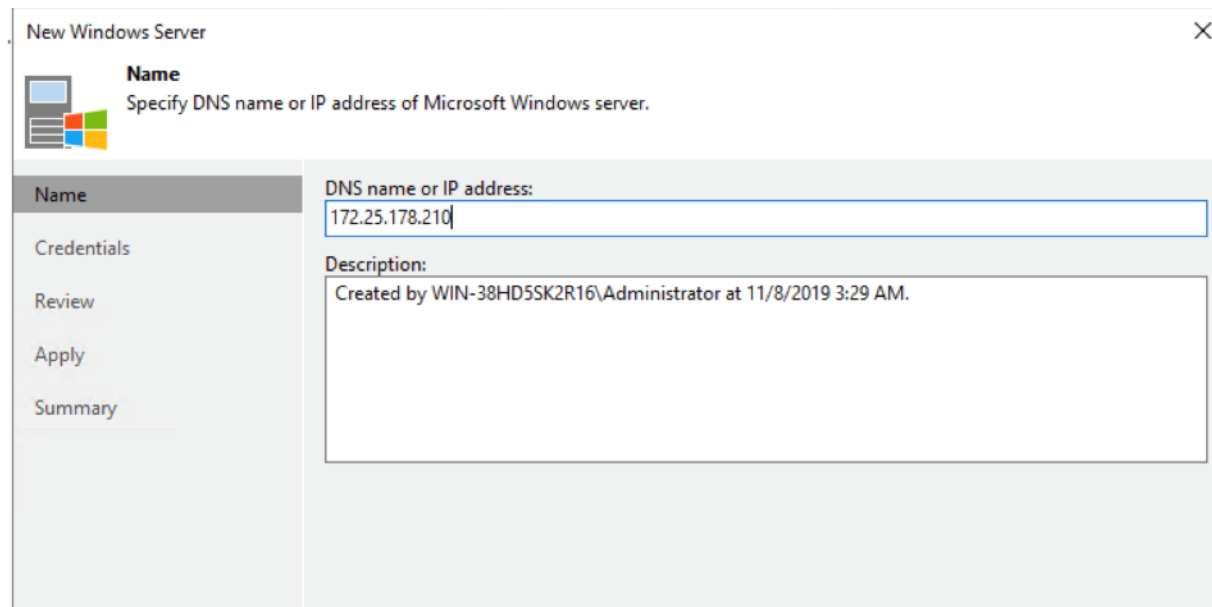 New Windows Server
Name
Specify DNS name or IP address of Microsoft Windows server.
Name
Credentials
Review
Apply
Summary
DNS name or IP address:
172.25.178.210
Description:
Created by WIN-38HD5SK2R16\Administrator at 11/8/2019 3:29 AM.